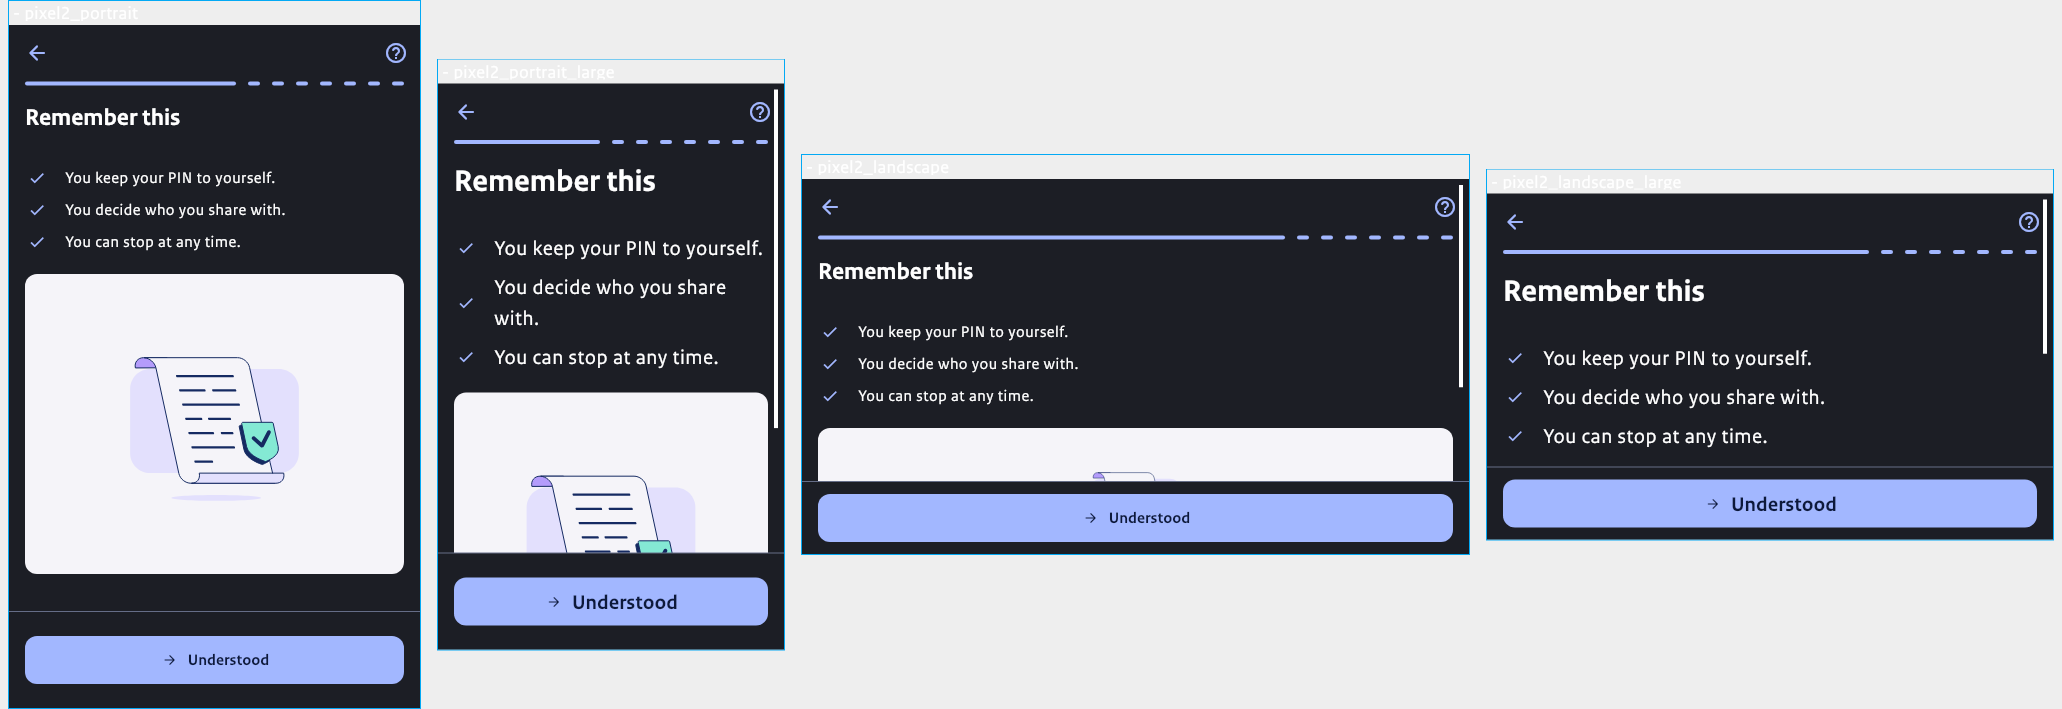 - pixel2_portrait
Remember this
You keep your PIN to yourself.
You decide who you share with.
You can stop at any time.
Understood
- pixel2_portrait_large
Remember this
You keep your PIN to yourself.
You decide who you share
with.
You can stop at any time.
Understood
- pixel2_landscape
Remember this
You keep your PIN to yourself.
You decide who you share with.
You can stop at any time.
Understood
- pixel2_landscape_large
Remember this
You keep your PIN to yourself.
You decide who you share with.
You can stop at any time.
Understood